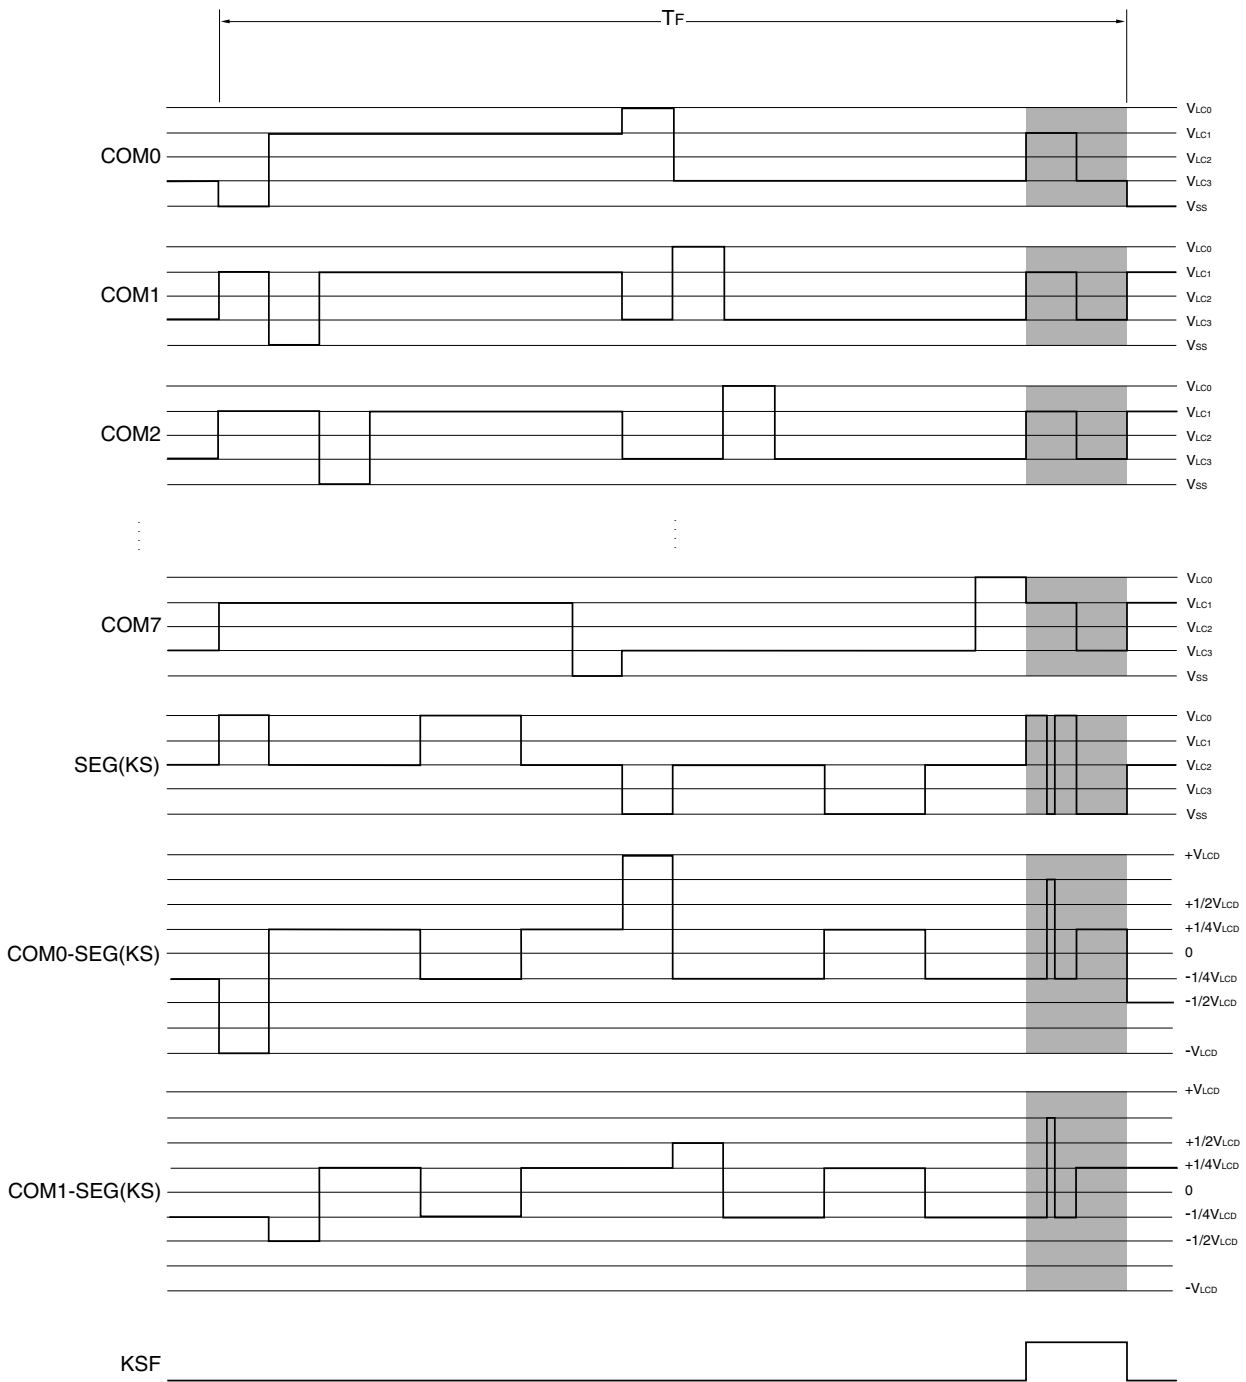 TF
VLC0
VLC1
COM0
VLC2
VLC3
VSS
VLC0
VLC1
COM1
VLC2
VLC3
VSS
VLC0
VLC1
COM2
VLC2
VLC3
VSS
VLC0
VLC1
COM7
VLC2
VLC3
VSS
VLC0
VLC1
SEG(KS)
VLC2
VLC3
VSS
+VLCD
+1/2VLCD
+1/4VLCD
COM0-SEG(KS)
0
-1/4VLCD
-1/2VLCD
-VLCD
+VLCD
+1/2VLCD
+1/4VLCD
COM1-SEG(KS)
0
-1/4VLCD
-1/2VLCD
-VLCD
KSF